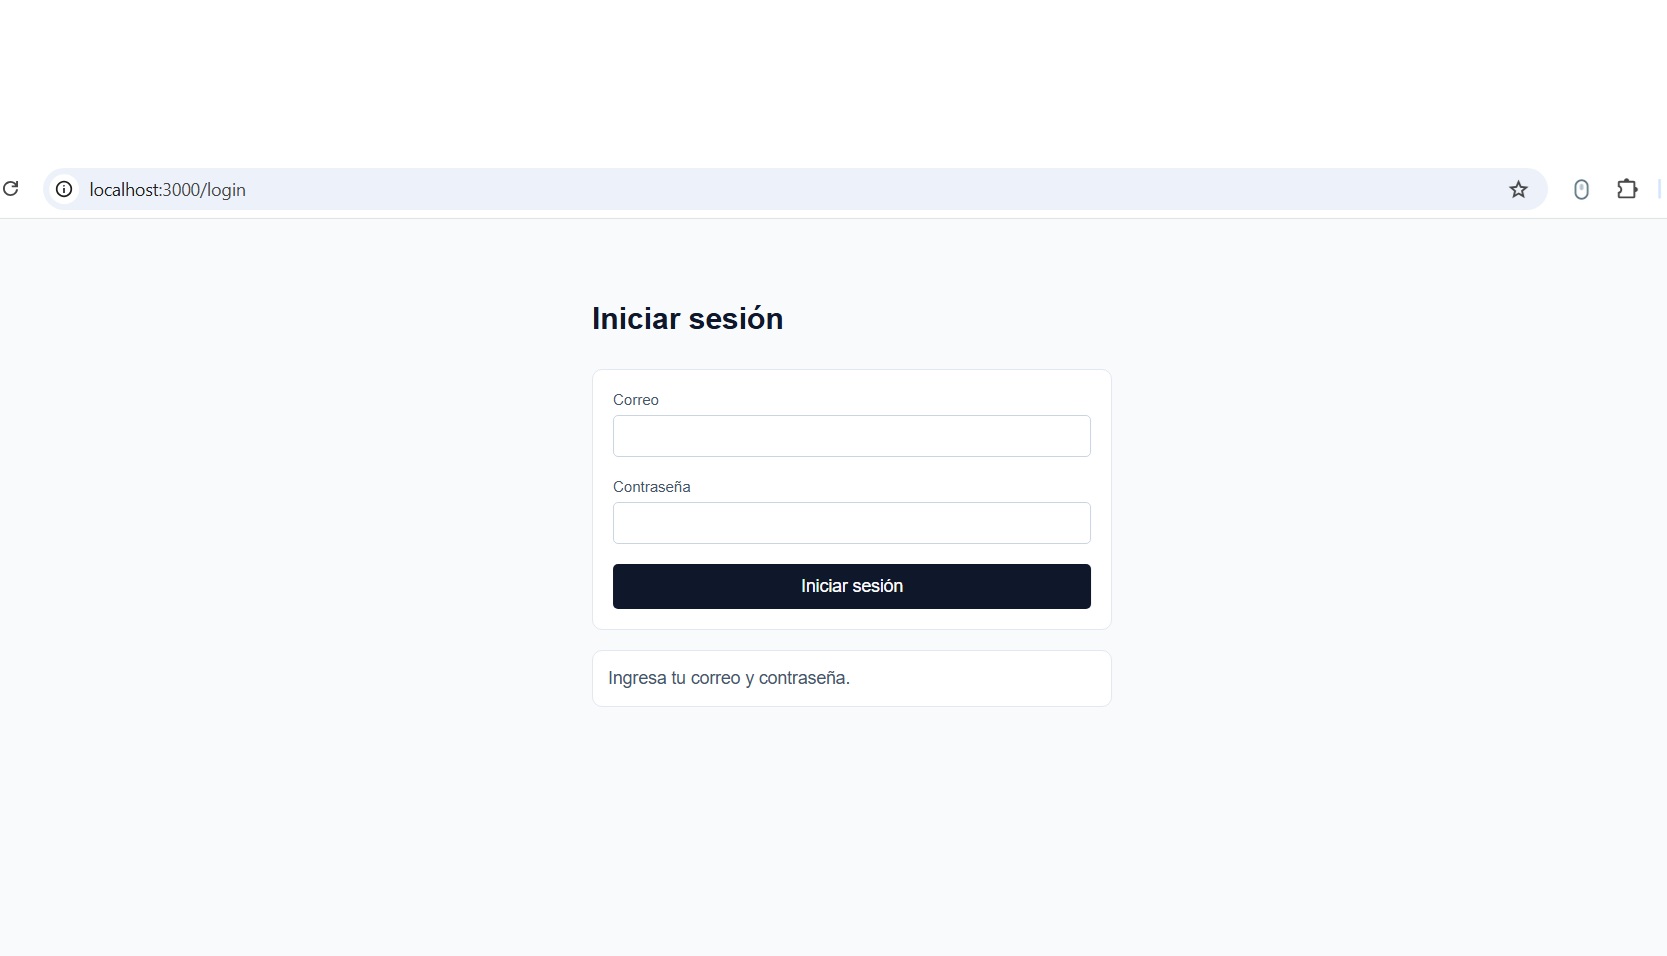 localhost:3000/login
Iniciar sesión
Correo
Contraseña
Iniciar sesión
Ingresa tu correo y contraseña.